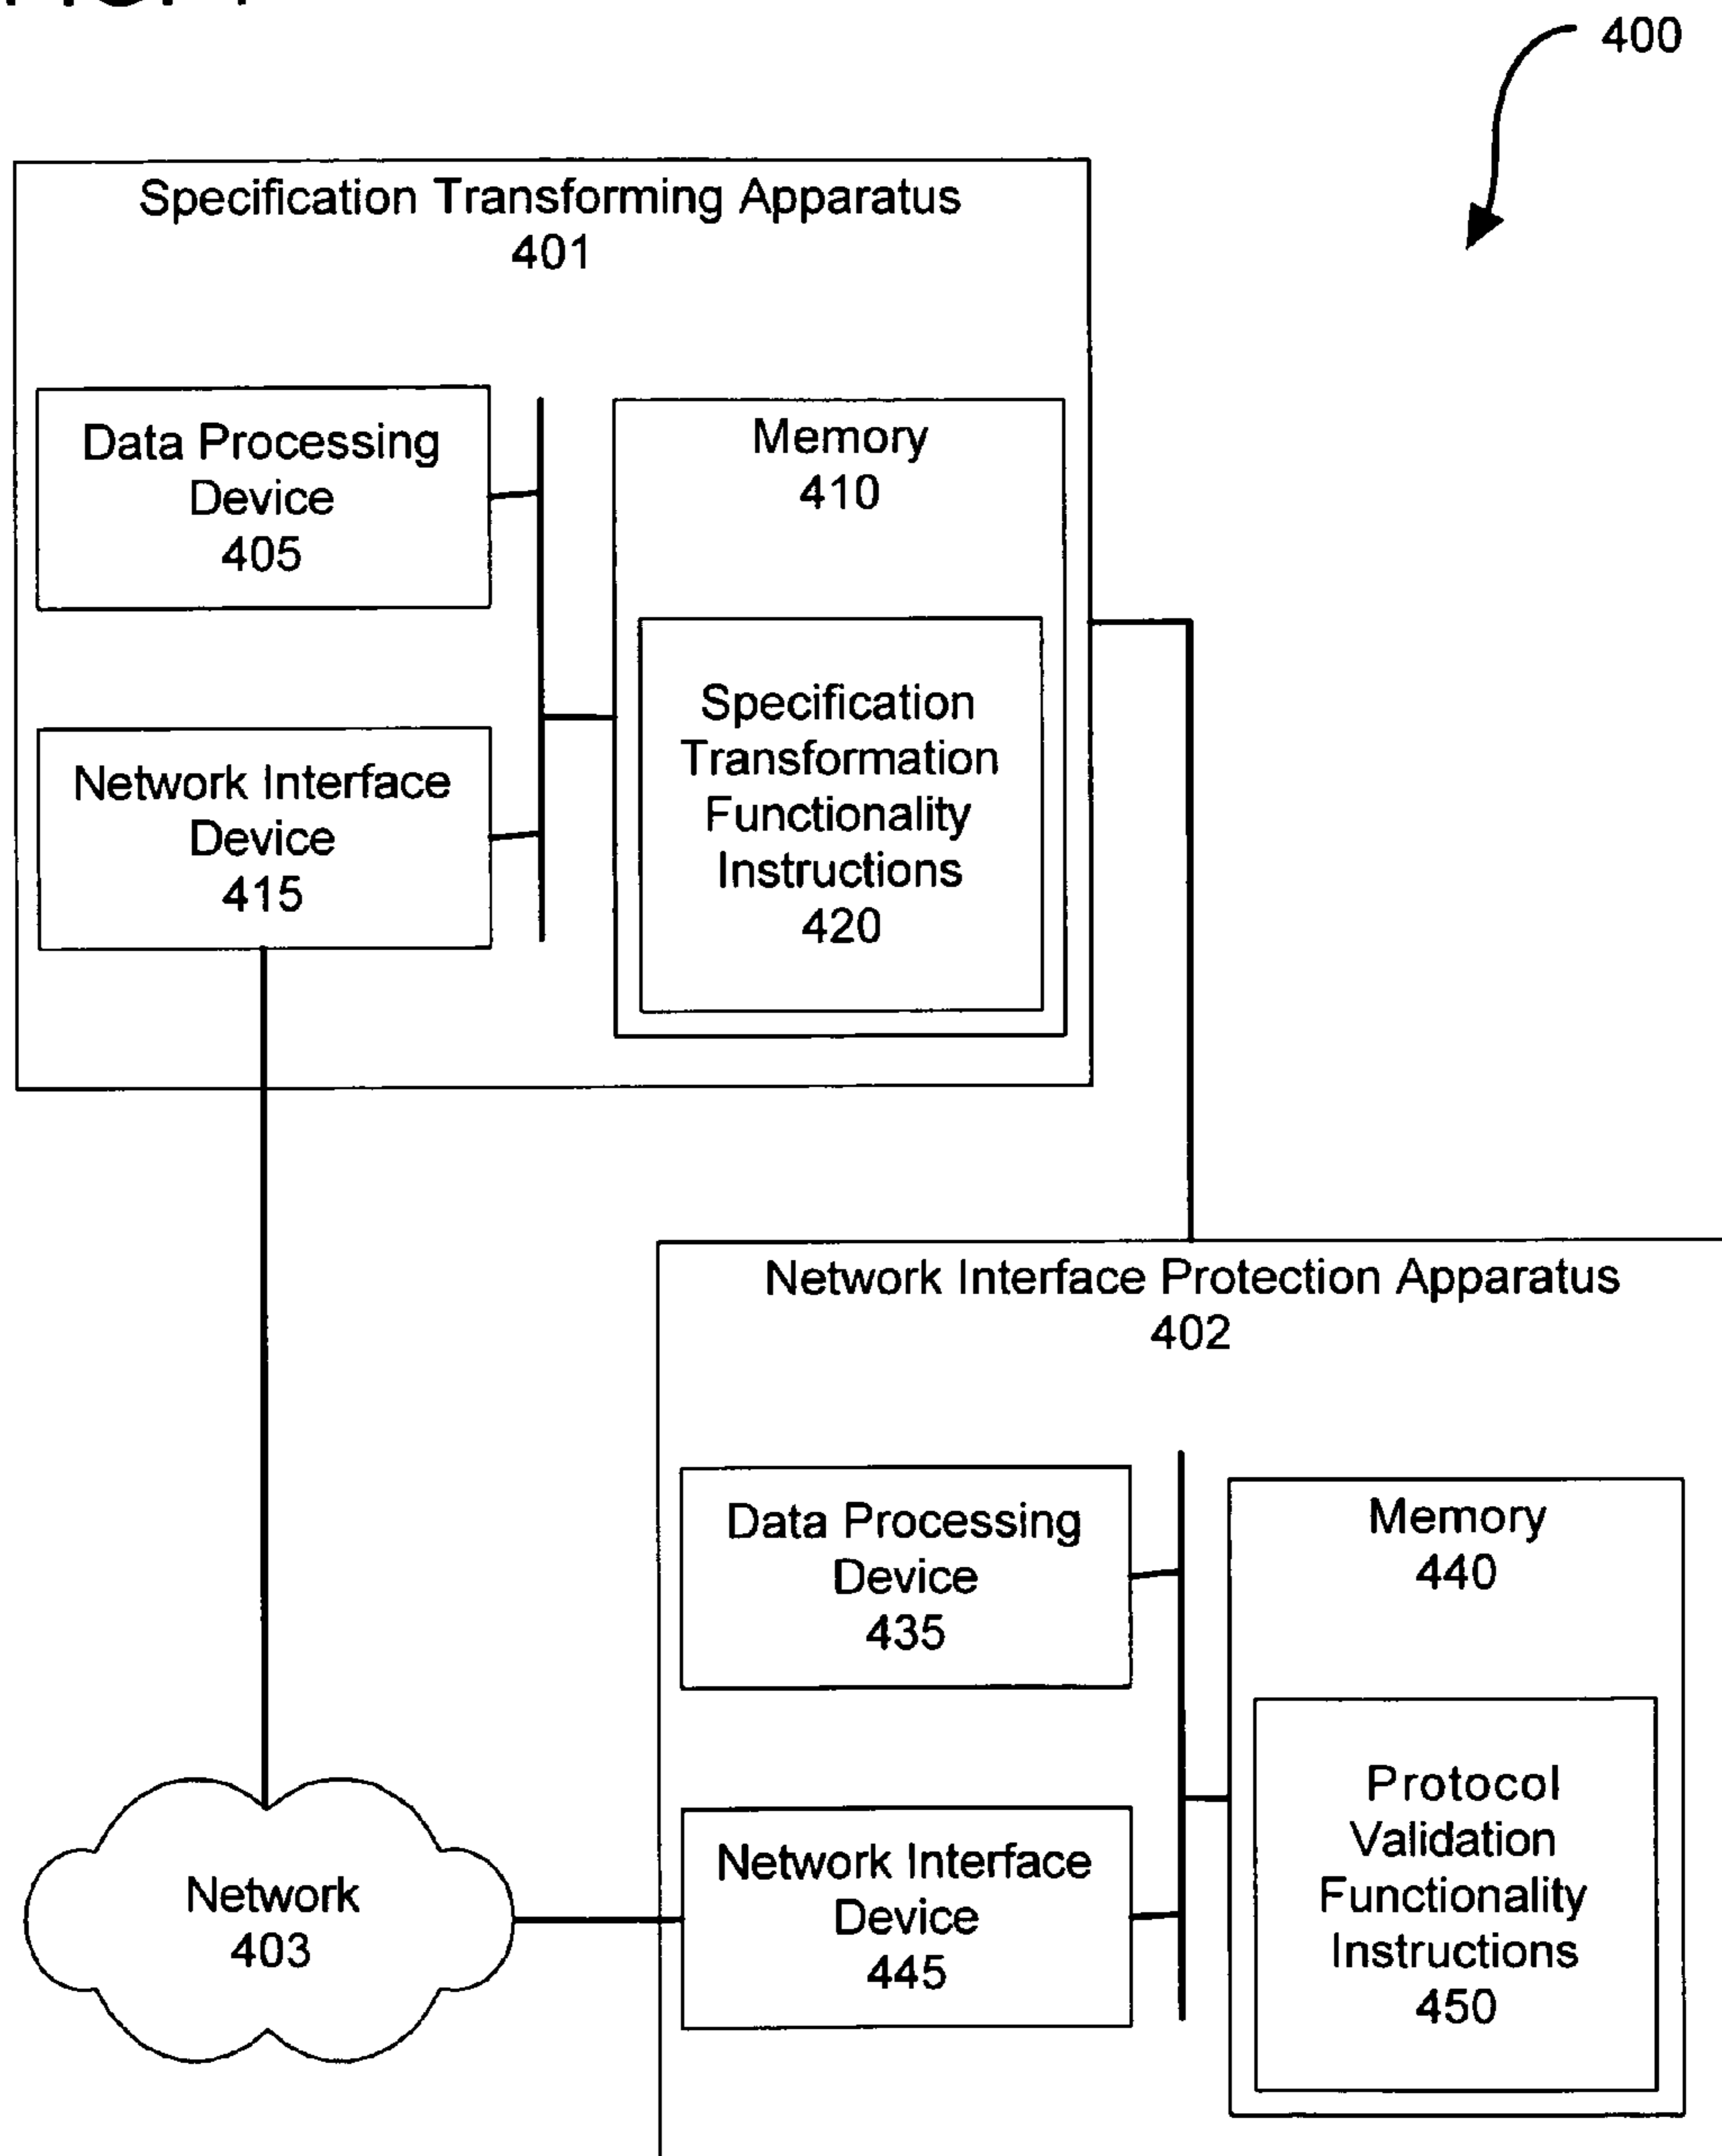 400
Specification Transforming Apparatus
401
Data Processing
Device
405
Memory
410
Specification
Transformation
Functionality
Instructions
420
Network Interface
Device
415
Network Interface Protection Apparatus
402
Data Processing
Device
435
Memory
440
Protocol
Validation
Functionality
Instructions
450
Network Interface
Device
445
Network
403